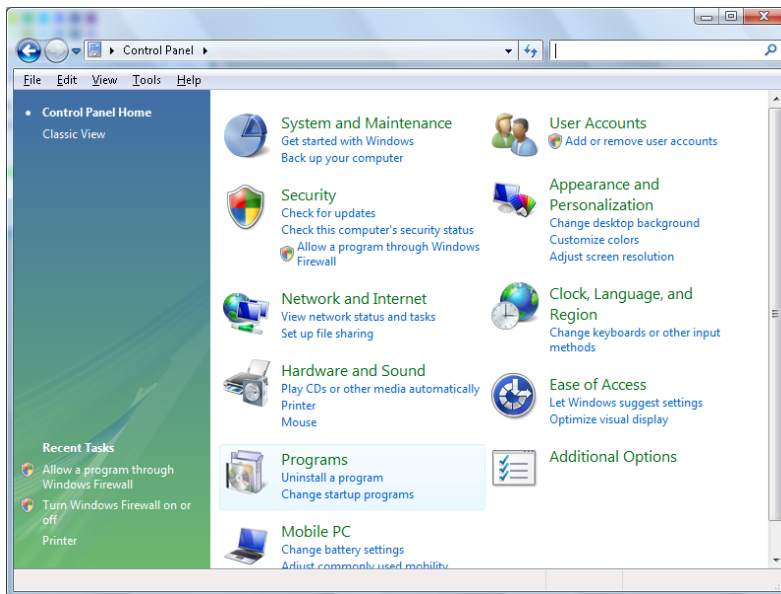 Control Panel
File Edit View Tools Help
Control Panel Home
Classic View
Recent Tasks
Allow a program through
Windows Firewall
Turn Windows Firewall on or
off
Printer
System and Maintenance
Get started with Windows
Back up your computer
Security
Check for updates
Check this computer's security status
Allow a program through Windows
Firewall
Network and Internet
View network status and tasks
Set up file sharing
Hardware and Sound
Play CDs or other media automatically
Printer
Mouse
Programs
Uninstall a program
Change startup programs
Mobile PC
Change battery settings
Adjust commonly used mobility
User Accounts
Add or remove user accounts
Appearance and
Personalization
Change desktop background
Customize colors
Adjust screen resolution
Clock, Language, and
Region
Change keyboards or other input
methods
Ease of Access
Let Windows suggest settings
Optimize visual display
Additional Options